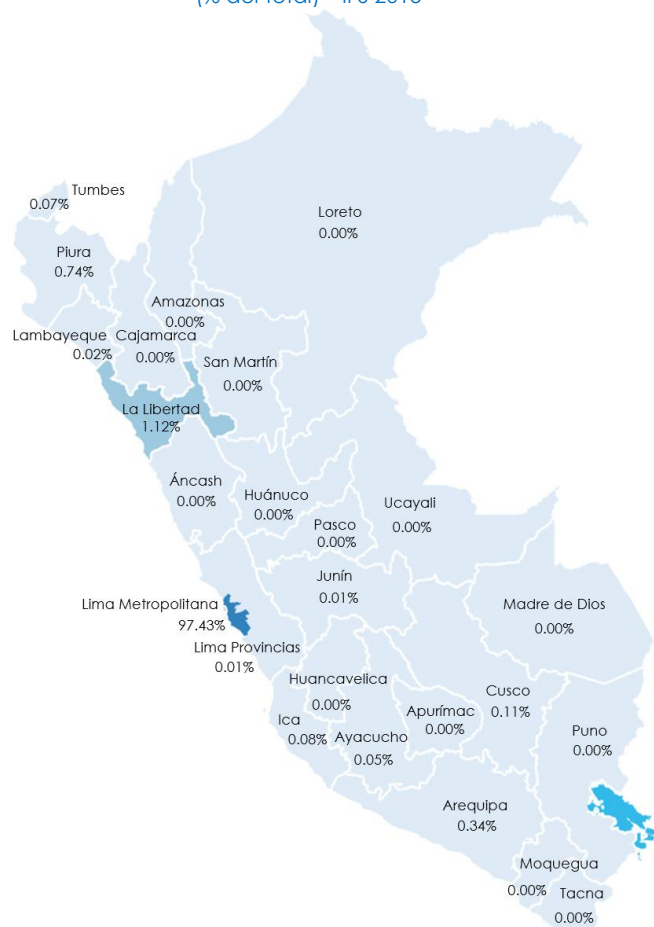 (% del total)
Tumbes
0.07%
Loreto
0.00%
Piura
0.74%
Amazonas
0.00%
Lambayeque
0.02%
Cajamarca
0.00%
San Martín
0.00%
La Libertad
1.12%
Áncash
0.00%
Huánuco
0.00%
Ucayali
0.00%
Pasco
0.00%
Junín
0.01%
Lima Metropolitana
97.43%
Madre de Dios
0.00%
Lima Provincias
0.01%
Huancavelica
0.00%
Cusco
0.11%
Ica
0.08%
Apurímac
0.00%
Puno
0.00%
Ayacucho
0.05%
Arequipa
0.34%
Moquegua
0.00%
Tacna
0.00%